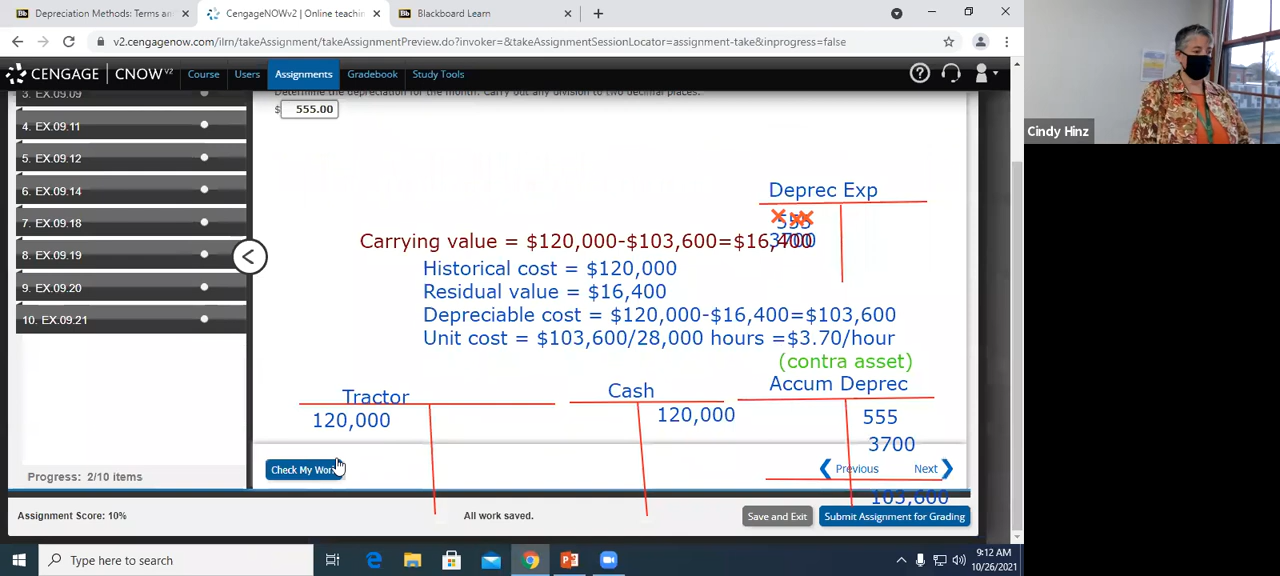 Depreciation Methods: Terms an
CengageNOWv2 | Online teachin
Blackboard Learn
v2.cengagenow.com/ilrn/takeAssignment/takeAssignmentPreview.do?invoker=&takeAssignmentSessionLocator=assignment-take&inprogress=false
CENGAGE | CNOWv2 Course Users Assignments Gradebook Study Tools
3. EX.09.09
4. EX.09.11
5. EX.09.12
6. EX.09.14
7. EX.09.18
8. EX.09.19
9. EX.09.20
10. EX.09.21
Progress: 2/10 items
Determine the depreciation for the month. Carry out any division to two decimal places.
$ 555.00
Deprec Exp
555
3700
Carrying value = $120,000-$103,600=$16,400
Historical cost = $120,000
Residual value = $16,400
Depreciable cost = $120,000-$16,400=$103,600
Unit cost = $103,600/28,000 hours =$3.70/hour
(contra asset)
Tractor
120,000
Cash
120,000
Accum Deprec
555
3700
103,600
Check My Work
Previous Next
Assignment Score: 10%
All work saved.
Save and Exit
Submit Assignment for Grading
Cindy Hinz
Type here to search
9:12 AM
10/26/2021